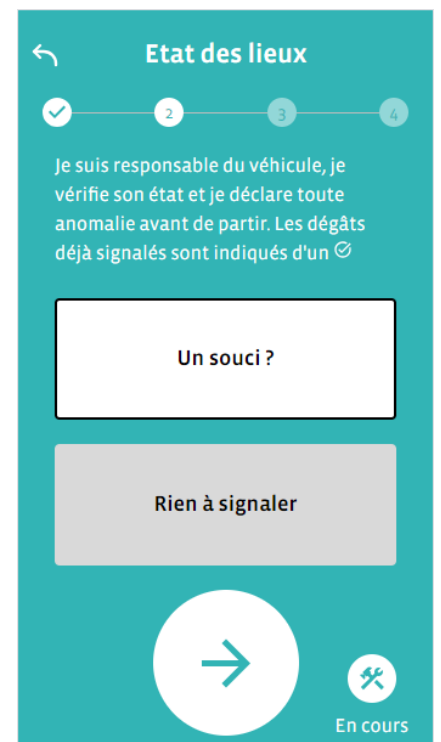 Etat des lieux
2
3
4
Je suis responsable du véhicule, je
vérifie son état et je déclare toute
anomalie avant de partir. Les dégâts
déjà signalés sont indiqués d'un
Un souci ?
Rien à signaler
En cours